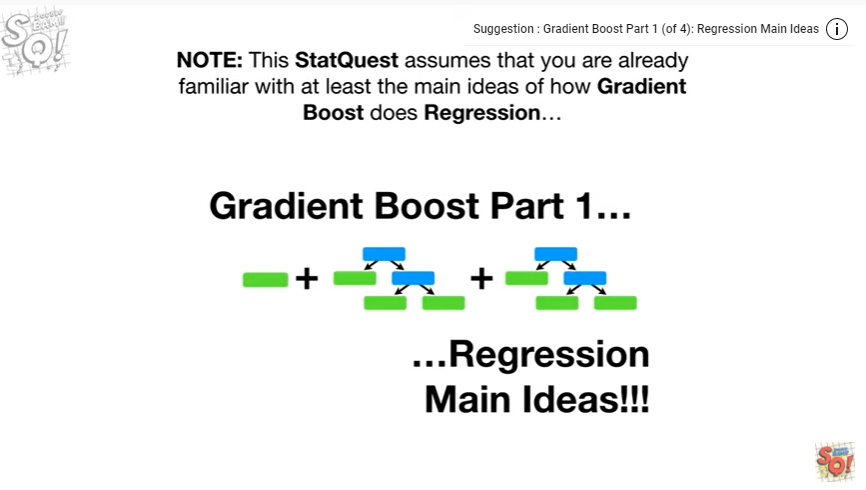 Suggestion : Gradient Boost Part 1 (of 4): Regression Main Ideas
NOTE: This StatQuest assumes that you are already
familiar with at least the main ideas of how Gradient
Boost does Regression…
Gradient Boost Part 1…
+ +
…Regression
Main Ideas!!!
SQ!